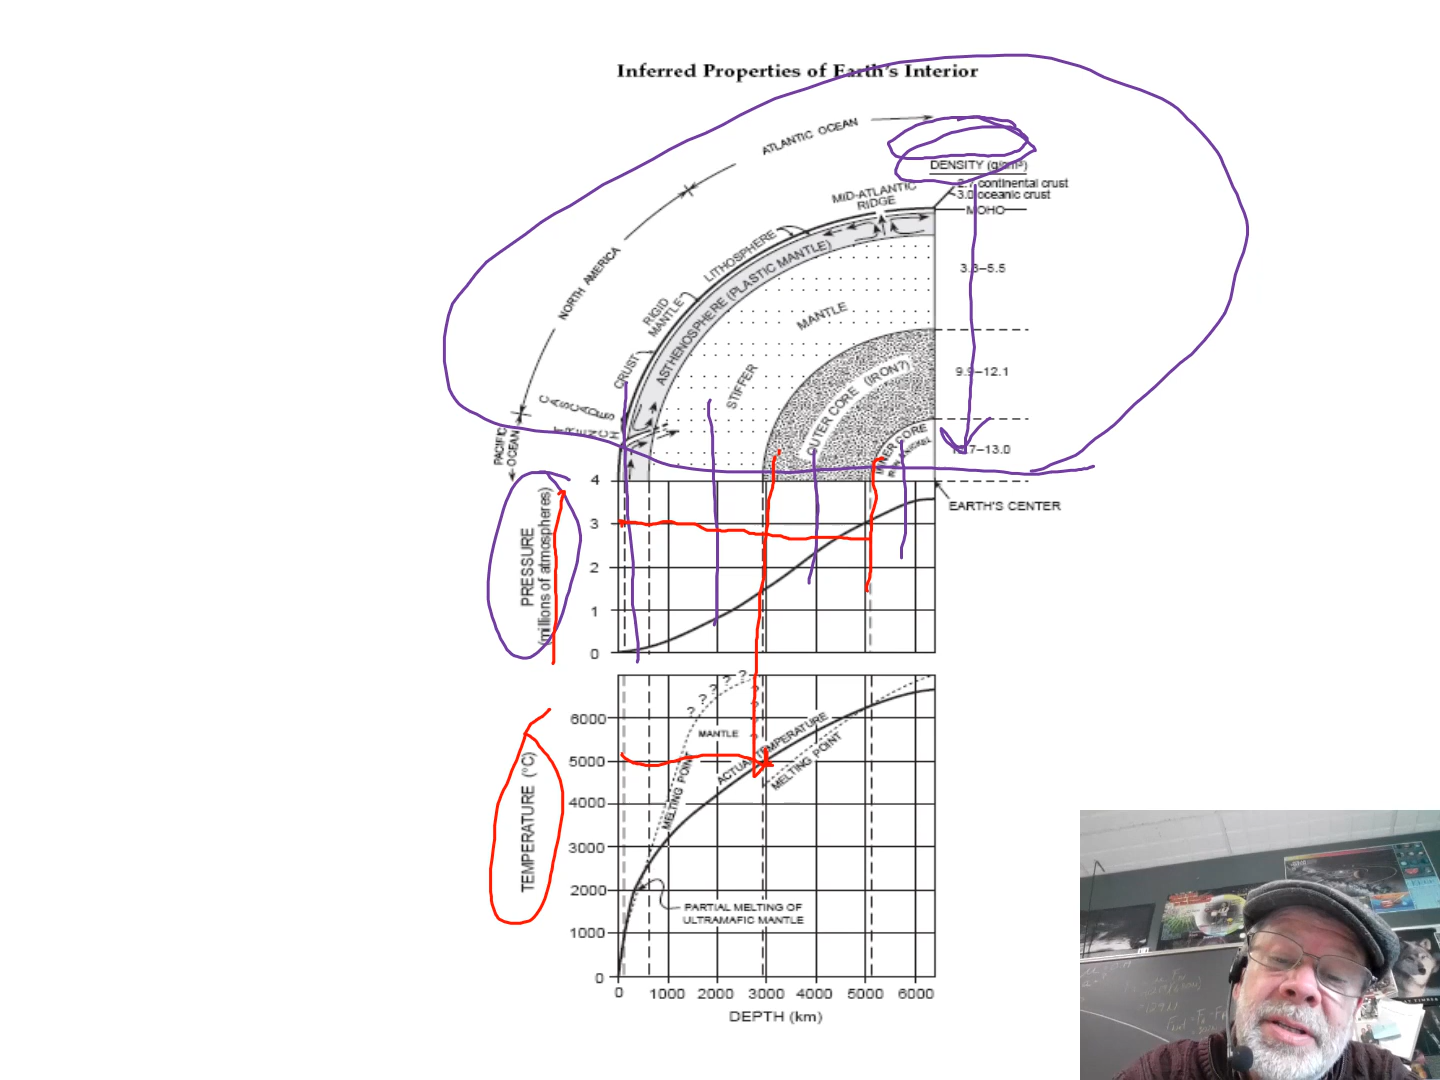 Inferred Properties of Earth's Interior
ATLANTIC OCEAN
DENSITY (g/cm³)
2.7 continental crust
3.0 oceanic crust
MOHO
MID-ATLANTIC
RIDGE
NORTH AMERICA
LITHOSPHERE
RIGID
MANTLE
CRUST
ASTHENOSPHERE (PLASTIC MANTLE)
3.3–5.5
MANTLE
STIFFER
OUTER CORE (IRON?)
9.9–12.1
INNER CORE
–13.0
CASCADES
TRENCH
PACIFIC
OCEAN
EARTH'S CENTER
PRESSURE
(millions of atmospheres)
4
3
2
1
0
TEMPERATURE (°C)
6000
5000
4000
3000
2000
1000
0
? ? ? ? ?
MANTLE
MELTING POINT
ACTUAL TEMPERATURE
MELTING POINT
PARTIAL MELTING OF
ULTRAMAFIC MANTLE
0 1000 2000 3000 4000 5000 6000
DEPTH (km)